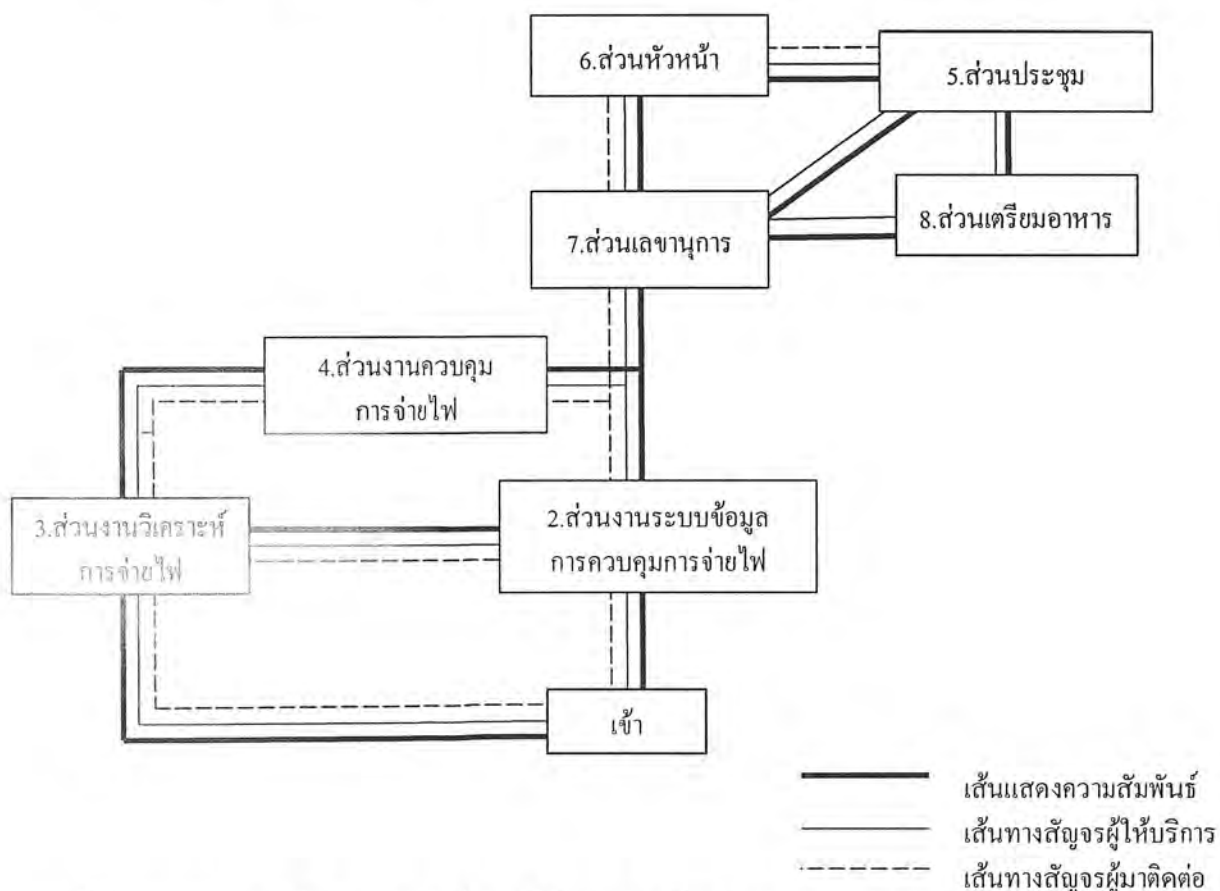 6.ส่วนหัวหน้า
5.ส่วนประชุม
7.ส่วนเลขานุการ
8.ส่วนเตรียมอาหาร
4.ส่วนงานควบคุม
การจ่ายไฟ
3.ส่วนงานวิเคราะห์
การจ่ายไฟ
2.ส่วนงานระบบข้อมูล
การควบคุมการจ่ายไฟ
เข้า
เส้นแสดงความสัมพันธ์
เส้นทางสัญจรผู้ให้บริการ
เส้นทางสัญจรผู้มาติดต่อ